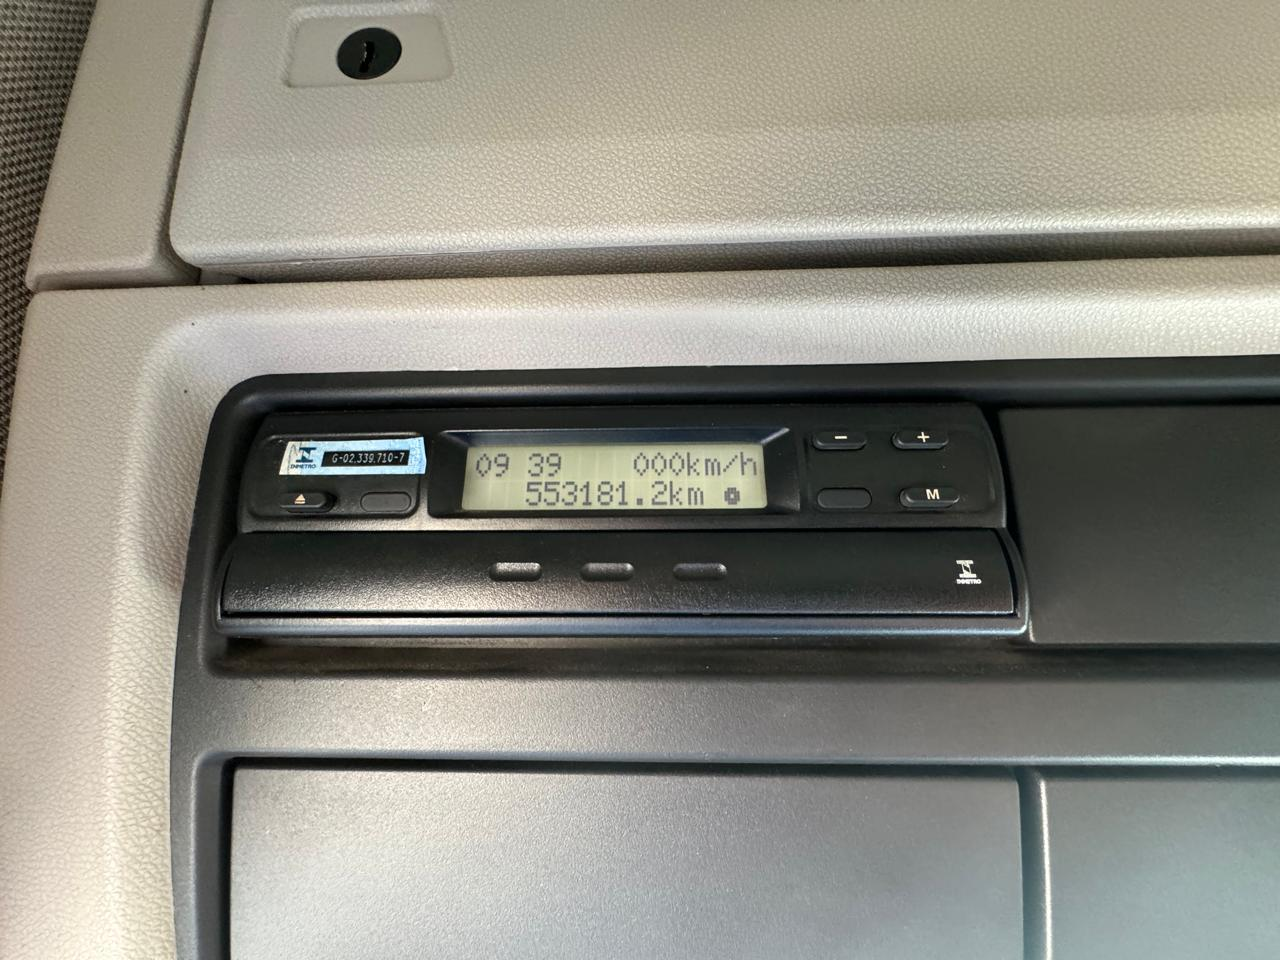 INMETRO
G-02.339.710-7
09 39 000km/h
553181.2km
- +
M
INMETRO